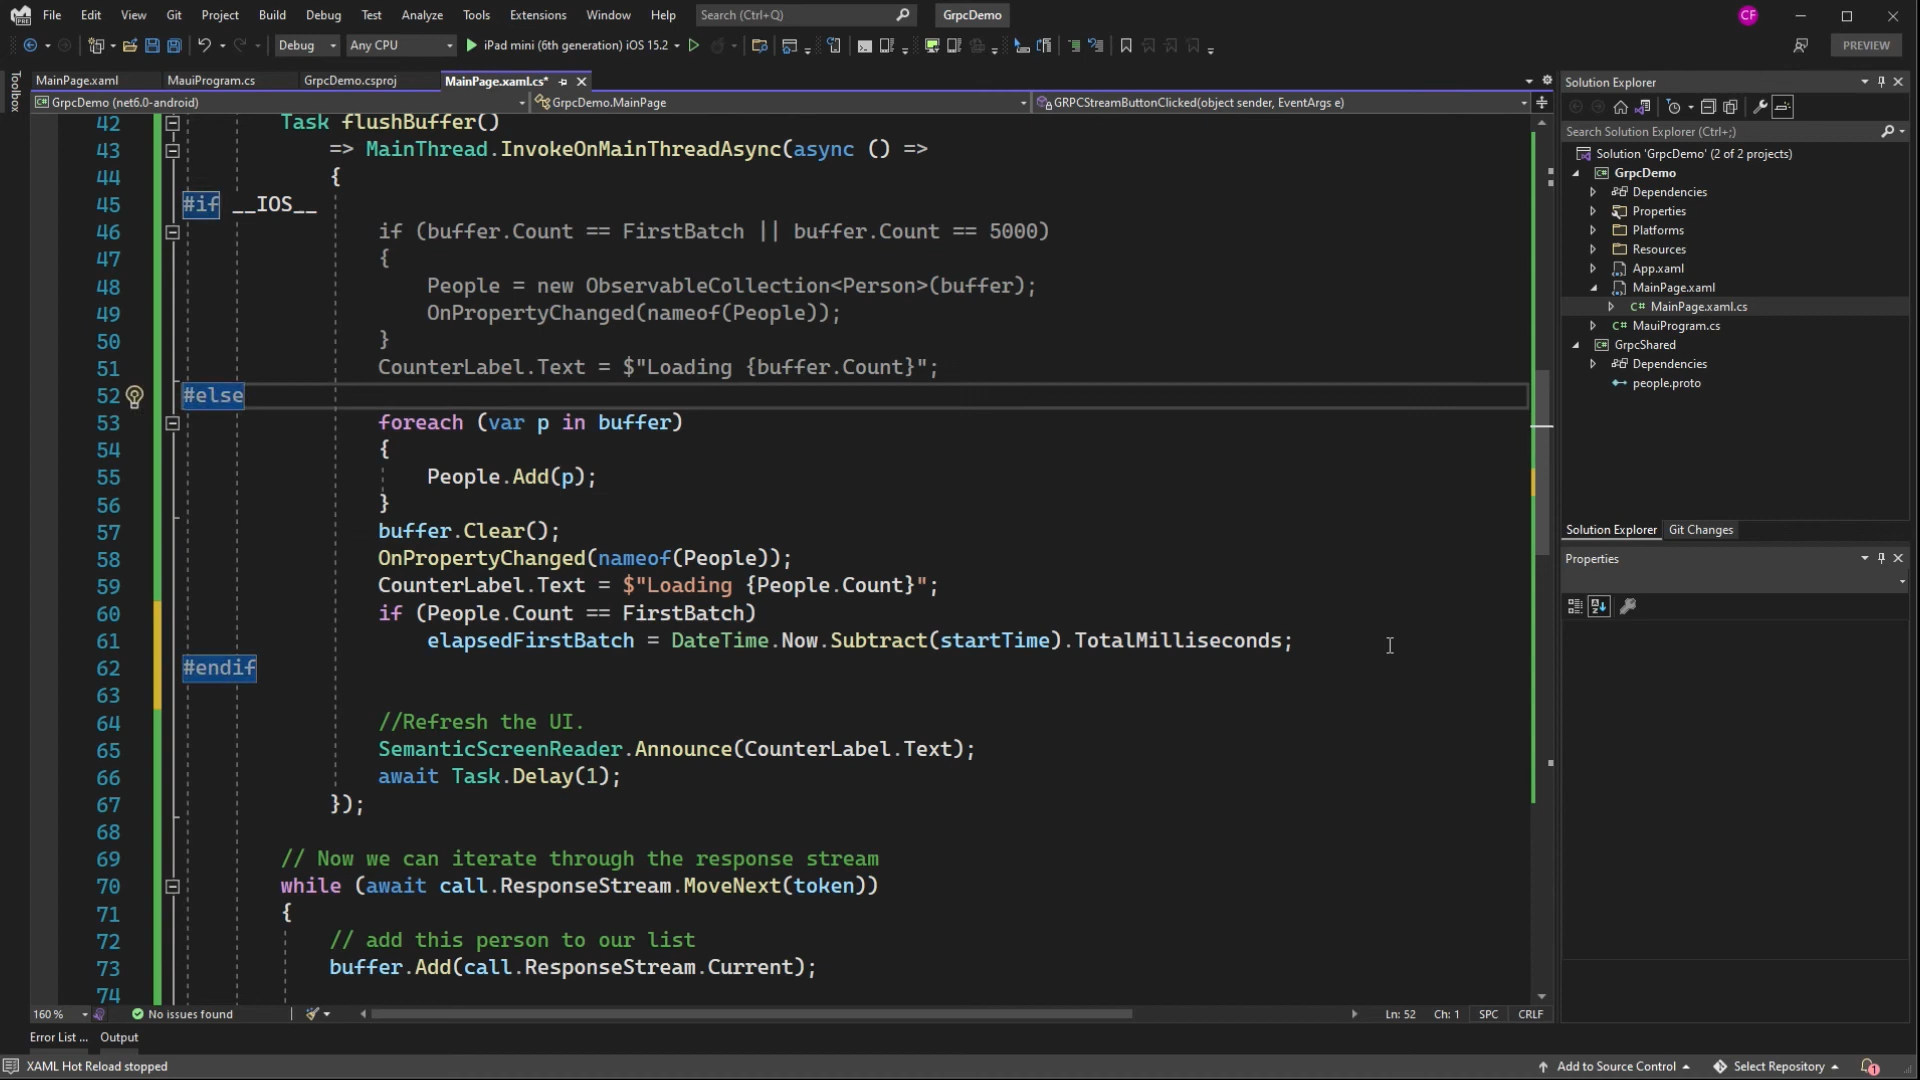 File Edit View Git Project Build Debug Test Analyze Tools Extensions Window Help Search (Ctrl+Q) GrpcDemo CF
Debug Any CPU iPad mini (6th generation) iOS 15.2 PREVIEW
Toolbox
MainPage.xaml MauiProgram.cs GrpcDemo.csproj MainPage.xaml.cs*
GrpcDemo (net6.0-android) GrpcDemo.MainPage GRPCStreamButtonClicked(object sender, EventArgs e)
42 Task flushBuffer()
43 => MainThread.InvokeOnMainThreadAsync(async () =>
44 {
45 #if __IOS__
46 if (buffer.Count == FirstBatch || buffer.Count == 5000)
47 {
48 People = new ObservableCollection<Person>(buffer);
49 OnPropertyChanged(nameof(People));
50 }
51 CounterLabel.Text = $"Loading {buffer.Count}";
52 #else
53 foreach (var p in buffer)
54 {
55 People.Add(p);
56 }
57 buffer.Clear();
58 OnPropertyChanged(nameof(People));
59 CounterLabel.Text = $"Loading {People.Count}";
60 if (People.Count == FirstBatch)
61 elapsedFirstBatch = DateTime.Now.Subtract(startTime).TotalMilliseconds;
62 #endif
63
64 //Refresh the UI.
65 SemanticScreenReader.Announce(CounterLabel.Text);
66 await Task.Delay(1);
67 });
68
69 // Now we can iterate through the response stream
70 while (await call.ResponseStream.MoveNext(token))
71 {
72 // add this person to our list
73 buffer.Add(call.ResponseStream.Current);
74
160 % No issues found Ln: 52 Ch: 1 SPC CRLF
Error List ... Output
XAML Hot Reload stopped Add to Source Control Select Repository 1
Solution Explorer
Search Solution Explorer (Ctrl+;)
Solution 'GrpcDemo' (2 of 2 projects)
GrpcDemo
Dependencies
Properties
Platforms
Resources
App.xaml
MainPage.xaml
C# MainPage.xaml.cs
C# MauiProgram.cs
GrpcShared
Dependencies
people.proto
Solution Explorer Git Changes
Properties